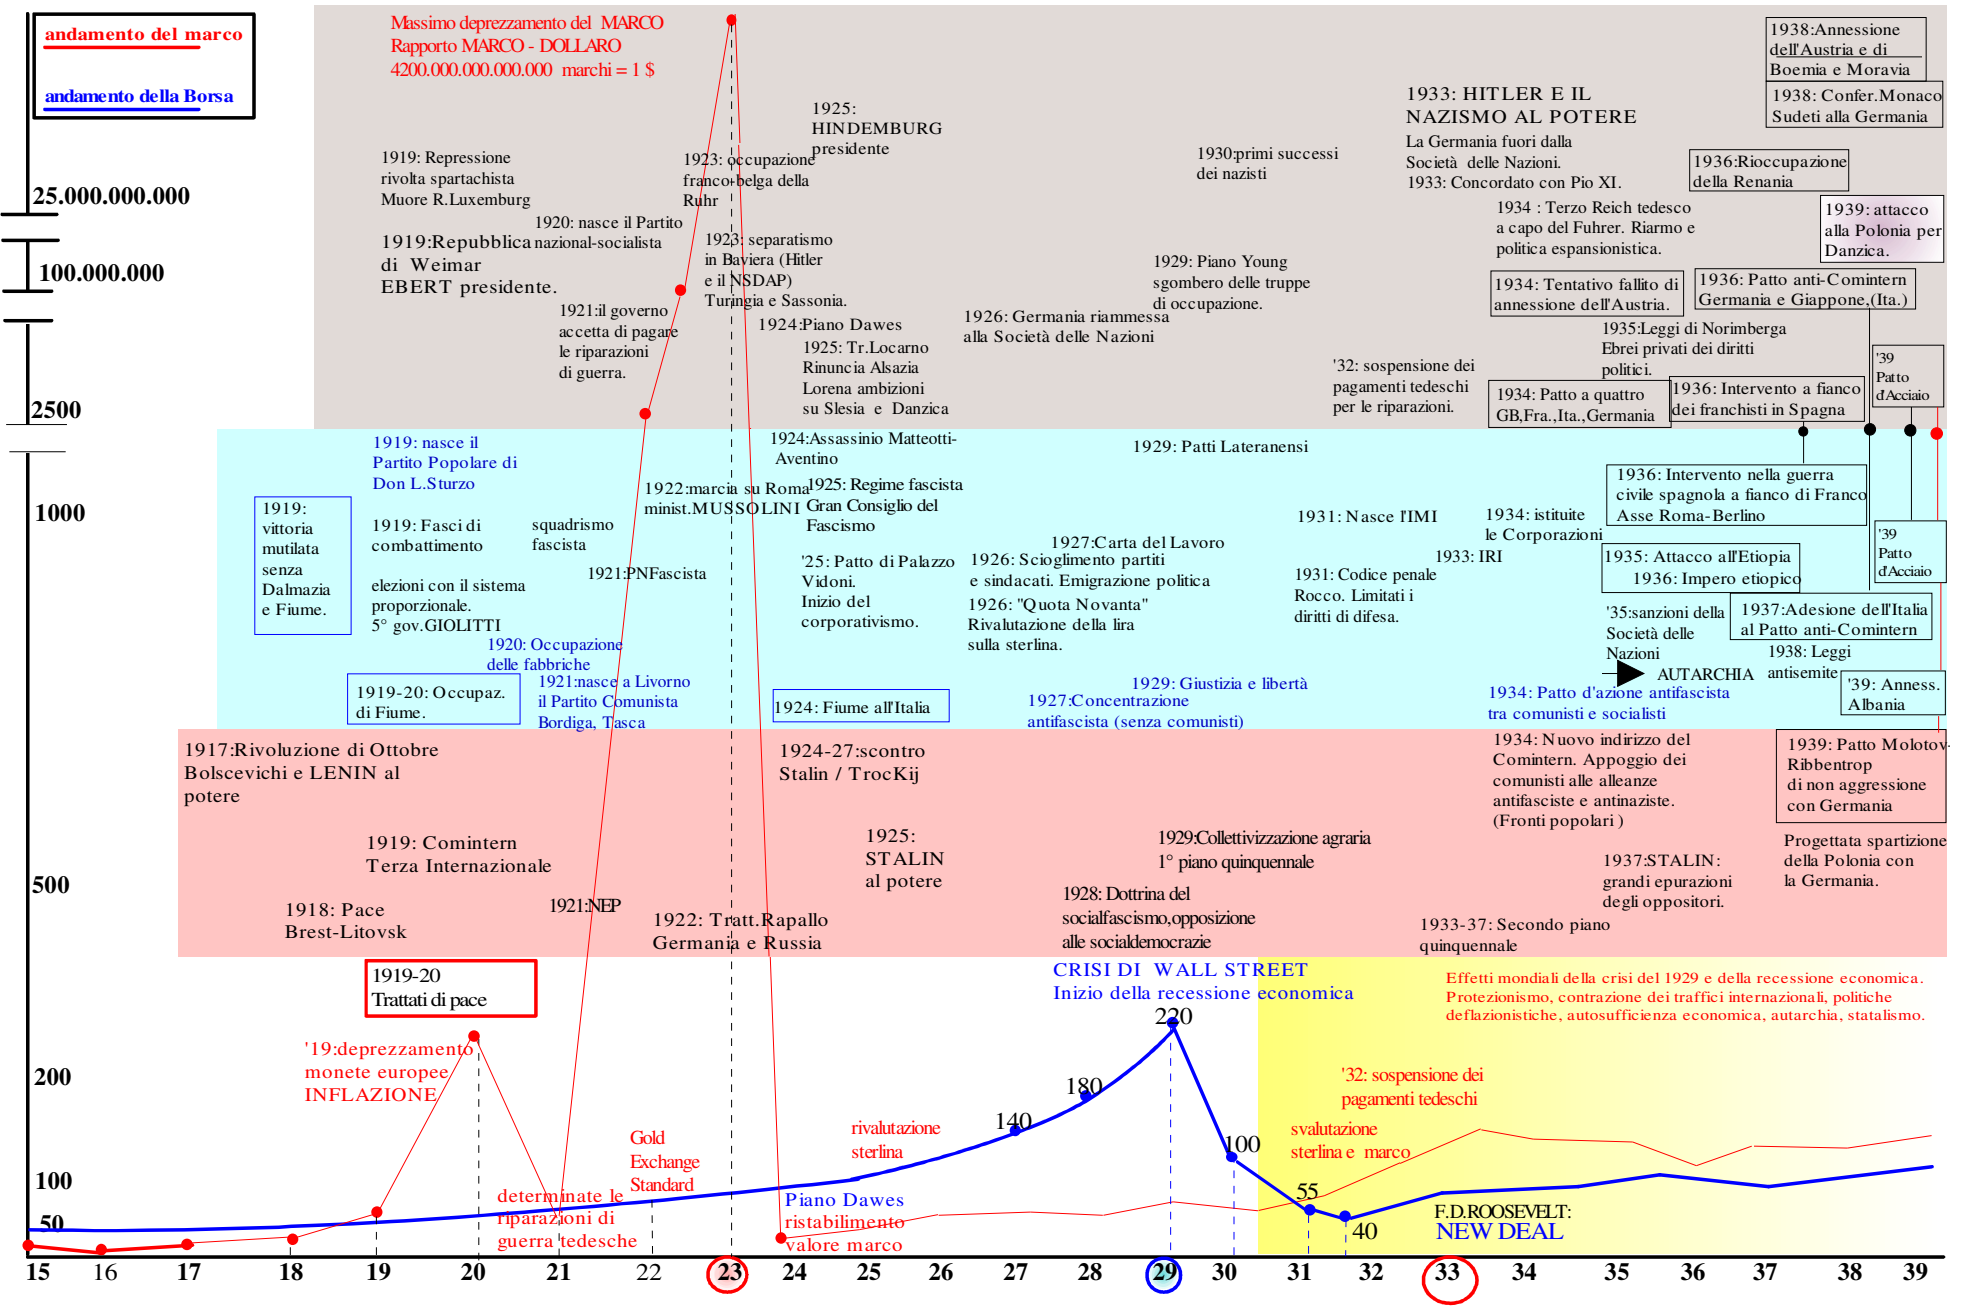 andamento del marco
andamento della Borsa
25.000.000.000
100.000.000
2500
1000
500
200
100
50
Massimo deprezzamento del MARCO
Rapporto MARCO - DOLLARO
4200.000.000.000.000 marchi = 1 $
1925:
HINDEMBURG
presidente
1919: Repressione
rivolta spartachista
Muore R.Luxemburg
1923: occupazione
franco-belga della
Ruhr
1920: nasce il Partito
nazional-socialista
1919:Repubblica
di Weimar
EBERT presidente.
1923: separatismo
in Baviera (Hitler
e il NSDAP)
Turingia e Sassonia.
1921:il governo
accetta di pagare
le riparazioni
di guerra.
1924:Piano Dawes
1925: Tr.Locarno
Rinuncia Alsazia
Lorena ambizioni
su Slesia e Danzica
1926: Germania riammessa
alla Società delle Nazioni
1930:primi successi
dei nazisti
1929: Piano Young
sgombero delle truppe
di occupazione.
'32: sospensione dei
pagamenti tedeschi
per le riparazioni.
1933: HITLER E IL
NAZISMO AL POTERE
La Germania fuori dalla
Società delle Nazioni.
1933: Concordato con Pio XI.
1934 : Terzo Reich tedesco
a capo del Fuhrer. Riarmo e
politica espansionistica.
1934: Tentativo fallito di
annessione dell'Austria.
1935:Leggi di Norimberga
Ebrei privati dei diritti
politici.
1934: Patto a quattro
GB,Fra.,Ita.,Germania
1938:Annessione
dell'Austria e di
Boemia e Moravia
1938: Confer.Monaco
Sudeti alla Germania
1936:Rioccupazione
della Renania
1939: attacco
alla Polonia per
Danzica.
1936: Patto anti-Comintern
Germania e Giappone,(Ita.)
'39
Patto
d'Acciaio
1936: Intervento a fianco
dei franchisti in Spagna
1919: nasce il
Partito Popolare di
Don L.Sturzo
1919:
vittoria
mutilata
senza
Dalmazia
e Fiume.
1919: Fasci di
combattimento
squadrismo
fascista
elezioni con il sistema
proporzionale.
5° gov.GIOLITTI
1921:PNFascista
1920: Occupazione
delle fabbriche
1919-20: Occupaz.
di Fiume.
1921:nasce a Livorno
il Partito Comunista
Bordiga, Tasca
1922:marcia su Roma
minist.MUSSOLINI
1924:Assassinio Matteotti-
Aventino
1925: Regime fascista
Gran Consiglio del
Fascismo
'25: Patto di Palazzo
Vidoni.
Inizio del
corporativismo.
1924: Fiume all'Italia
1929: Patti Lateranensi
1927:Carta del Lavoro
1926: Scioglimento partiti
e sindacati. Emigrazione politica
1926: "Quota Novanta"
Rivalutazione della lira
sulla sterlina.
1929: Giustizia e libertà
1927:Concentrazione
antifascista (senza comunisti)
1931: Nasce l'IMI
1931: Codice penale
Rocco. Limitati i
diritti di difesa.
1934: istituite
le Corporazioni
1933: IRI
1936: Intervento nella guerra
civile spagnola a fianco di Franco
Asse Roma-Berlino
1935: Attacco all'Etiopia
1936: Impero etiopico
'39
Patto
d'Acciaio
'35:sanzioni della
Società delle
Nazioni
AUTARCHIA
1937:Adesione dell'Italia
al Patto anti-Comintern
1938: Leggi
antisemite
'39: Anness.
Albania
1934: Patto d'azione antifascista
tra comunisti e socialisti
1917:Rivoluzione di Ottobre
Bolscevichi e LENIN al
potere
1919: Comintern
Terza Internazionale
1918: Pace
Brest-Litovsk
1921:NEP
1922: Tratt.Rapallo
Germania e Russia
1924-27:scontro
Stalin / TrocKij
1925:
STALIN
al potere
1929:Collettivizzazione agraria
1° piano quinquennale
1928: Dottrina del
socialfascismo,opposizione
alle socialdemocrazie
1934: Nuovo indirizzo del
Comintern. Appoggio dei
comunisti alle alleanze
antifasciste e antinaziste.
(Fronti popolari )
1937:STALIN:
grandi epurazioni
degli oppositori.
1933-37: Secondo piano
quinquennale
1939: Patto Molotov-
Ribbentrop
di non aggressione
con Germania
Progettata spartizione
della Polonia con
la Germania.
1919-20
Trattati di pace
'19:deprezzamento
monete europee
INFLAZIONE
determinate le
riparazioni di
guerra tedesche
Gold
Exchange
Standard
rivalutazione
sterlina
Piano Dawes
ristabilimento
valore marco
CRISI DI WALL STREET
Inizio della recessione economica
220
180
140
100
55
40
Effetti mondiali della crisi del 1929 e della recessione economica.
Protezionismo, contrazione dei traffici internazionali, politiche
deflazionistiche, autosufficienza economica, autarchia, statalismo.
'32: sospensione dei
pagamenti tedeschi
svalutazione
sterlina e marco
F.D.ROOSEVELT:
NEW DEAL
15 16 17 18 19 20 21 22 23 24 25 26 27 28 29 30 31 32 33 34 35 36 37 38 39